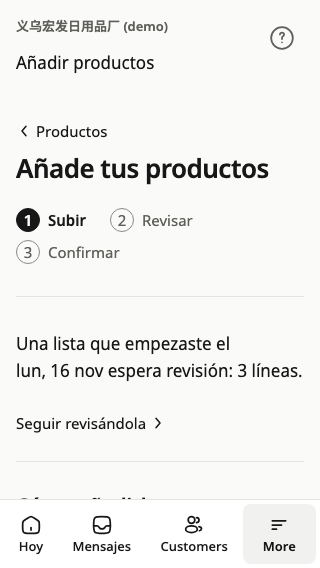 义乌宏发日用品厂 (demo)
Añadir productos
Productos
Añade tus productos
1 Subir 2 Revisar
3 Confirmar
Una lista que empezaste el
lun, 16 nov espera revisión: 3 líneas.
Seguir revisándola
Hoy Mensajes Customers More